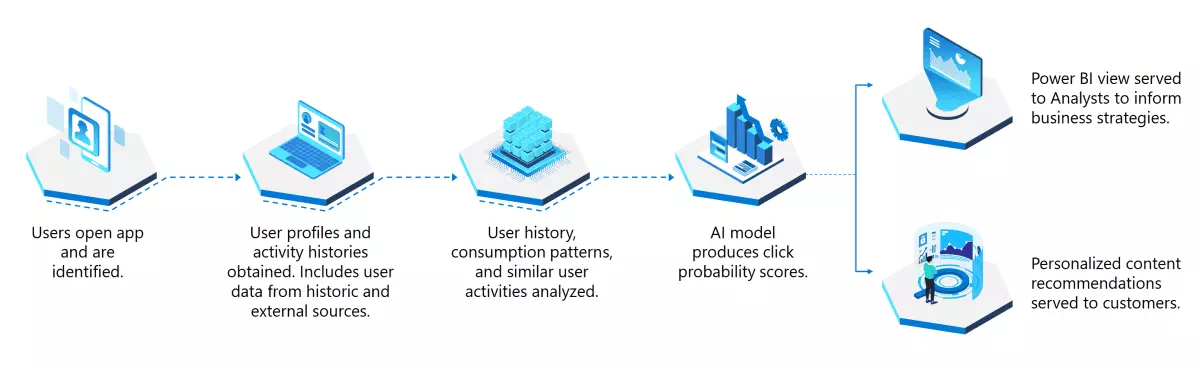 Users open app
and are
identified.
User profiles and
activity histories
obtained. Includes user
data from historic and
external sources.
User history,
consumption patterns,
and similar user
activities analyzed.
AI model
produces click
probability scores.
Power BI view served
to Analysts to inform
business strategies.
Personalized content
recommendations
served to customers.